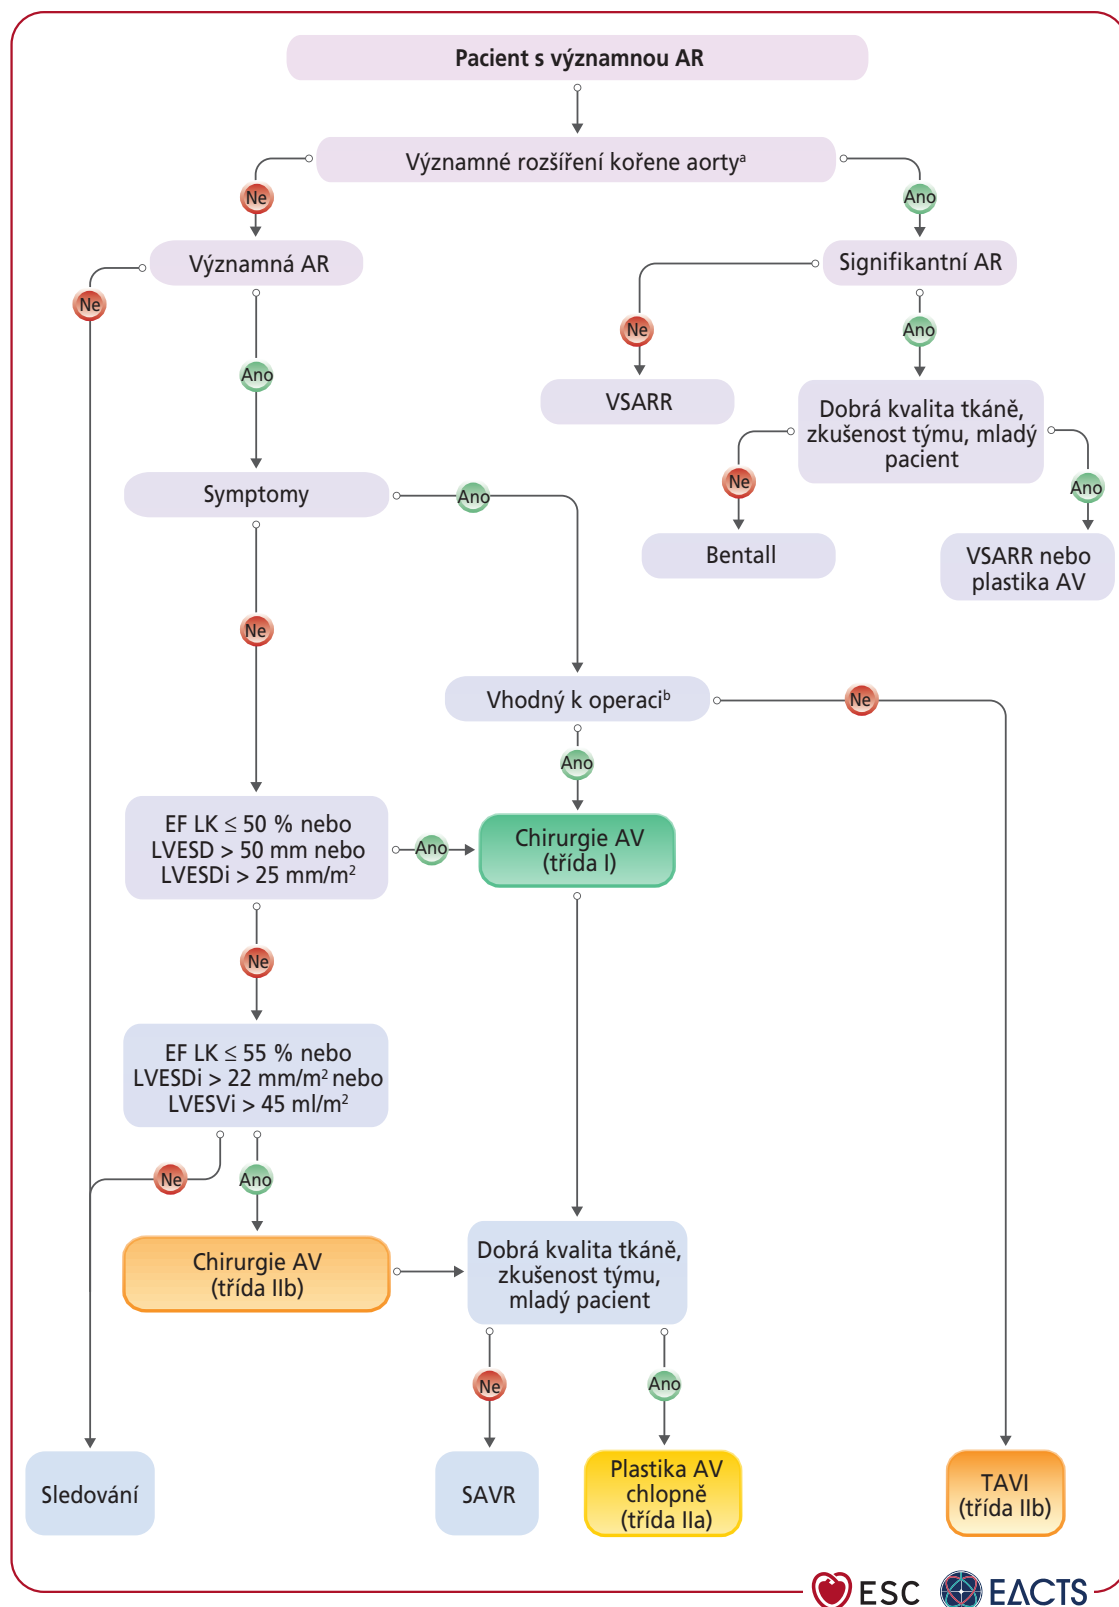 Pacient s významnou AR
Významné rozšíření kořene aortyᵃ
Ne
Ano
Významná AR
Signifikantní AR
Ne
Ne
Ano
Ano
VSARR
Dobrá kvalita tkáně,
zkušenost týmu, mladý
pacient
Ne
Ano
Symptomy
Ano
Bentall
VSARR nebo
plastika AV
Ne
Vhodný k operaciᵇ
Ne
Ano
EF LK ≤ 50 % nebo
LVESD > 50 mm nebo
LVESDi > 25 mm/m²
Ano
Chirurgie AV
(třída I)
Ne
EF LK ≤ 55 % nebo
LVESDi > 22 mm/m² nebo
LVESVi > 45 ml/m²
Ne
Ano
Chirurgie AV
(třída IIb)
Dobrá kvalita tkáně,
zkušenost týmu,
mladý pacient
Ne
Ano
Sledování
SAVR
Plastika AV
chlopně
(třída IIa)
TAVI
(třída IIb)
ESC
EACTS